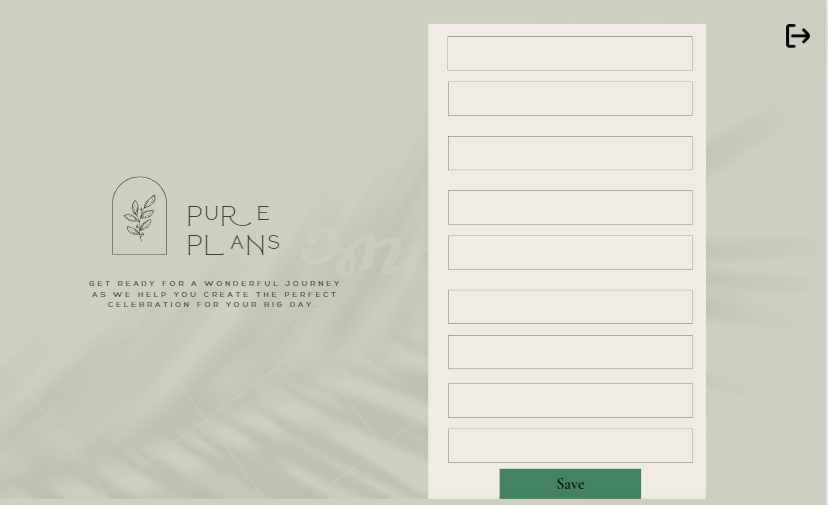 PURE
PLANS
GET READY FOR A WONDERFUL JOURNEY
AS WE HELP YOU CREATE THE PERFECT
CELEBRATION FOR YOUR BIG DAY.
Save